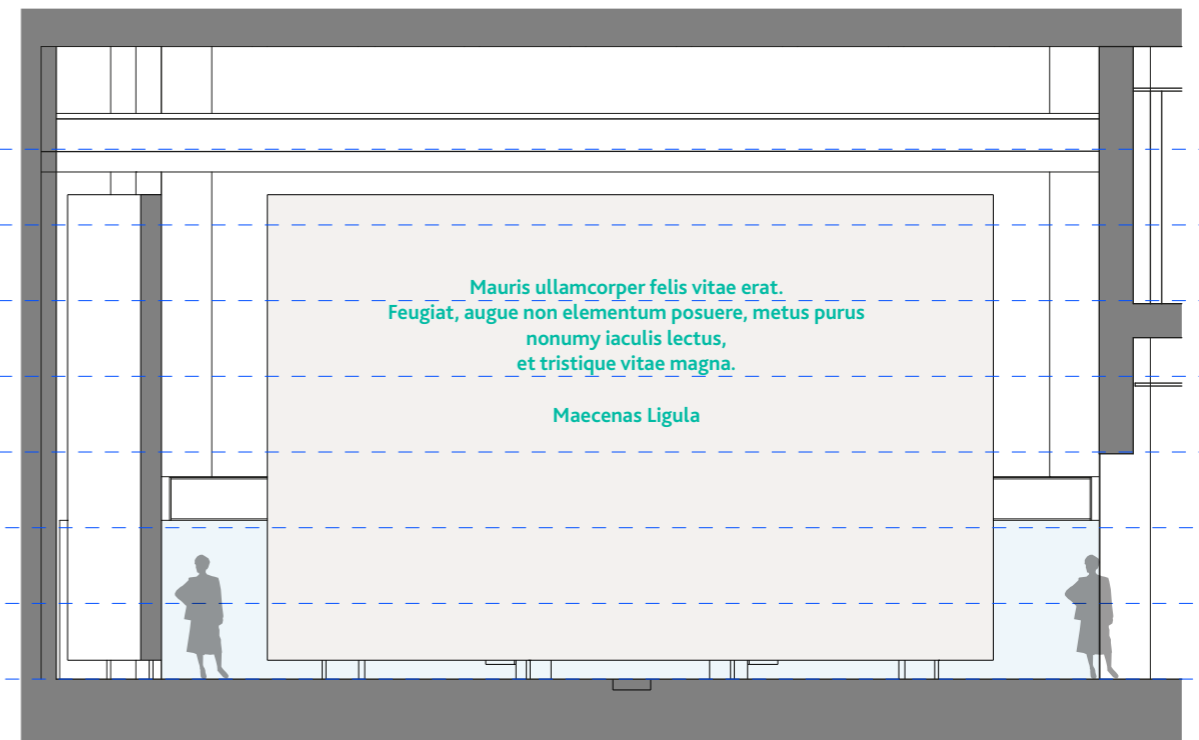 Mauris ullamcorper felis vitae erat.
Feugiat, augue non elementum posuere, metus purus
nonumy iaculis lectus,
et tristique vitae magna.
Maecenas Ligula